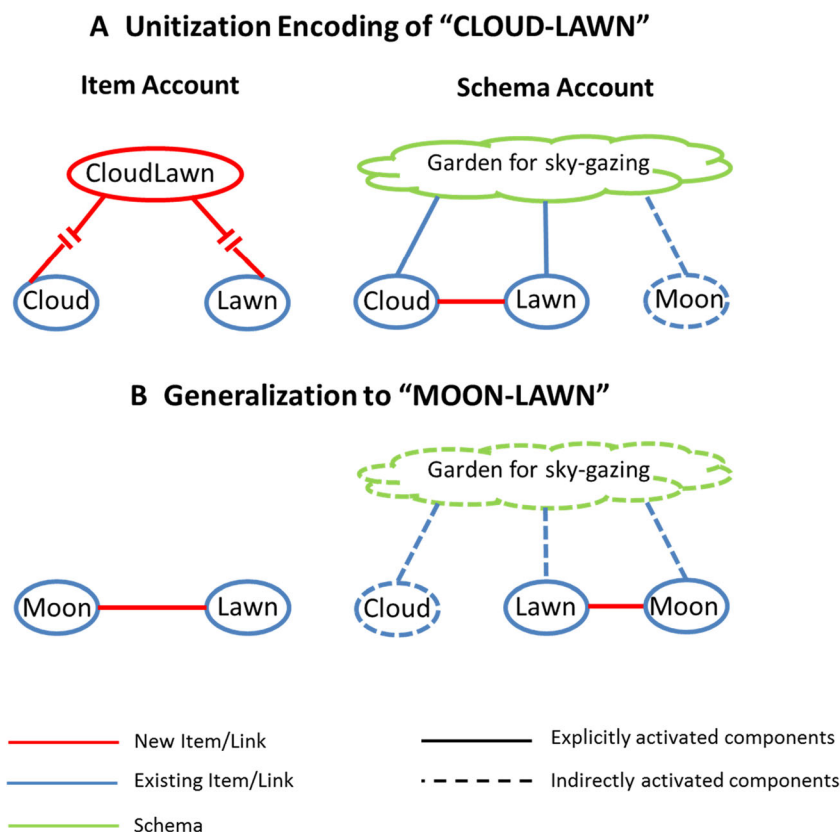 A Unitization Encoding of “CLOUD-LAWN”
Item Account
Schema Account
CloudLawn
Garden for sky-gazing
Cloud
Lawn
Cloud
Lawn
Moon
B Generalization to “MOON-LAWN”
Garden for sky-gazing
Moon
Lawn
Cloud
Lawn
Moon
New Item/Link
Explicitly activated components
Existing Item/Link
Indirectly activated components
Schema